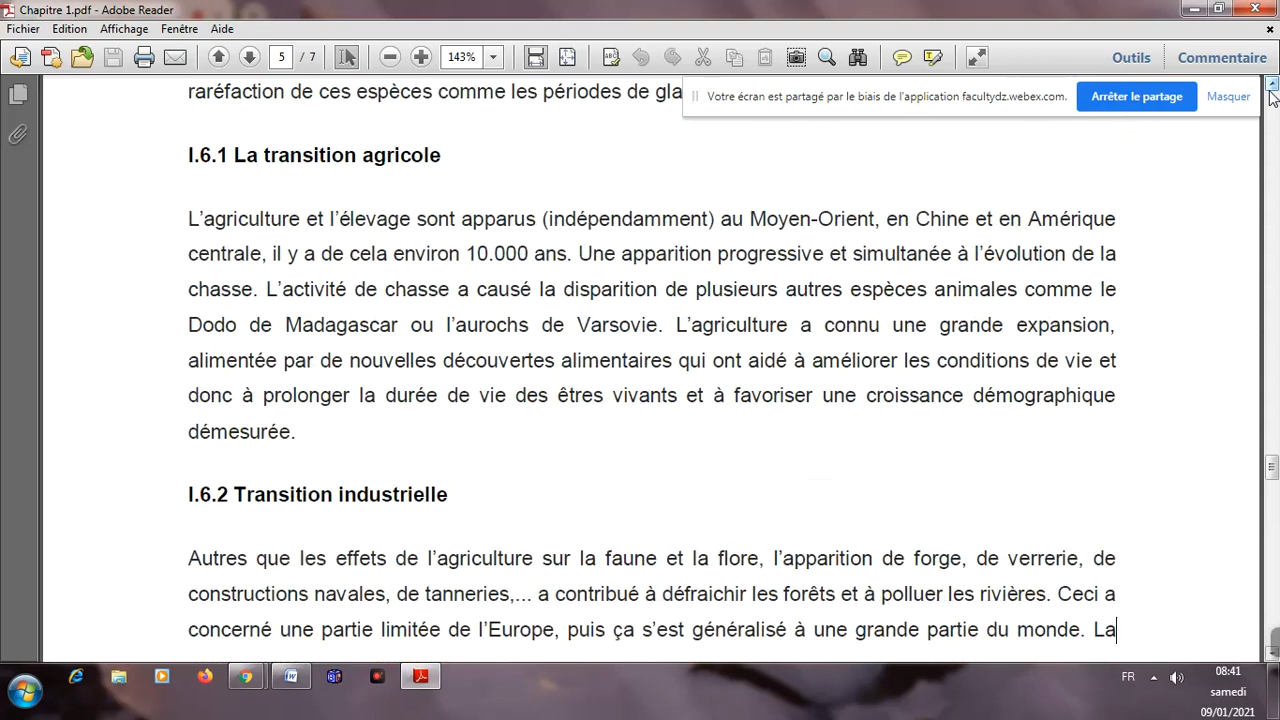 Chapitre 1.pdf - Adobe Reader
Fichier Edition Affichage Fenêtre Aide
5 / 7 143% Outils Commentaire
raréfaction de ces espèces comme les périodes de gla
Votre écran est partagé par le biais de l'application facultydz.webex.com. Arrêter le partage Masquer
I.6.1 La transition agricole
L’agriculture et l’élevage sont apparus (indépendamment) au Moyen-Orient, en Chine et en Amérique
centrale, il y a de cela environ 10.000 ans. Une apparition progressive et simultanée à l’évolution de la
chasse. L’activité de chasse a causé la disparition de plusieurs autres espèces animales comme le
Dodo de Madagascar ou l’aurochs de Varsovie. L’agriculture a connu une grande expansion,
alimentée par de nouvelles découvertes alimentaires qui ont aidé à améliorer les conditions de vie et
donc à prolonger la durée de vie des êtres vivants et à favoriser une croissance démographique
démesurée.
I.6.2 Transition industrielle
Autres que les effets de l’agriculture sur la faune et la flore, l’apparition de forge, de verrerie, de
constructions navales, de tanneries,... a contribué à défraichir les forêts et à polluer les rivières. Ceci a
concerné une partie limitée de l’Europe, puis ça s’est généralisé à une grande partie du monde. La
FR 08:41
samedi
09/01/2021